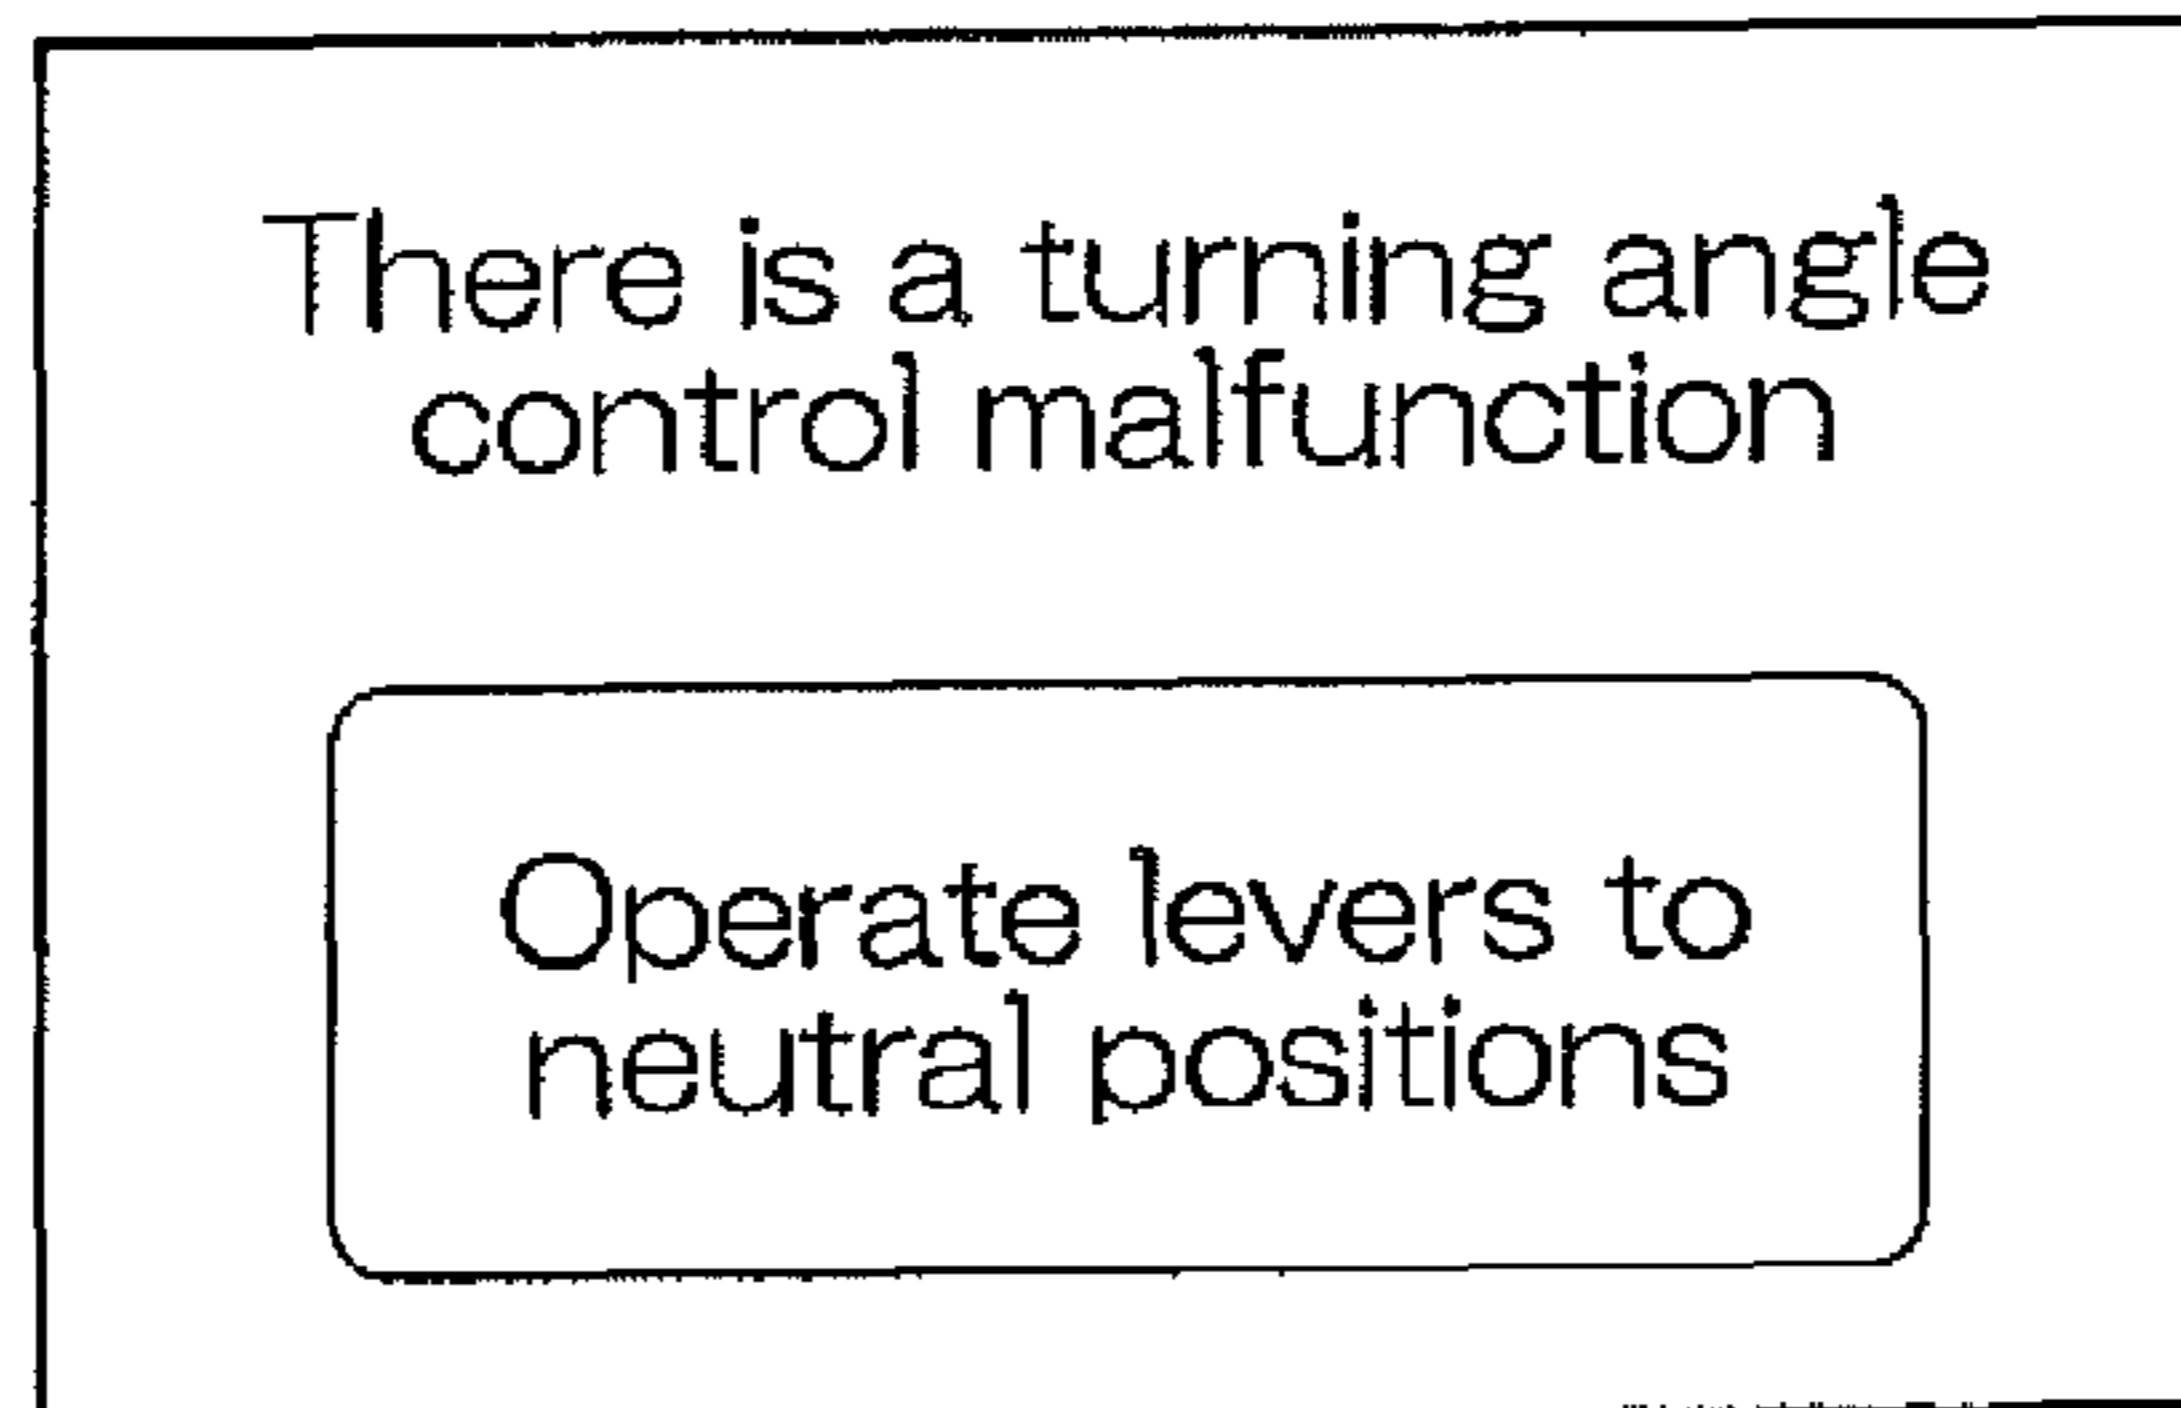 There is a turning angle
control malfunction
Operate levers to
neutral positions